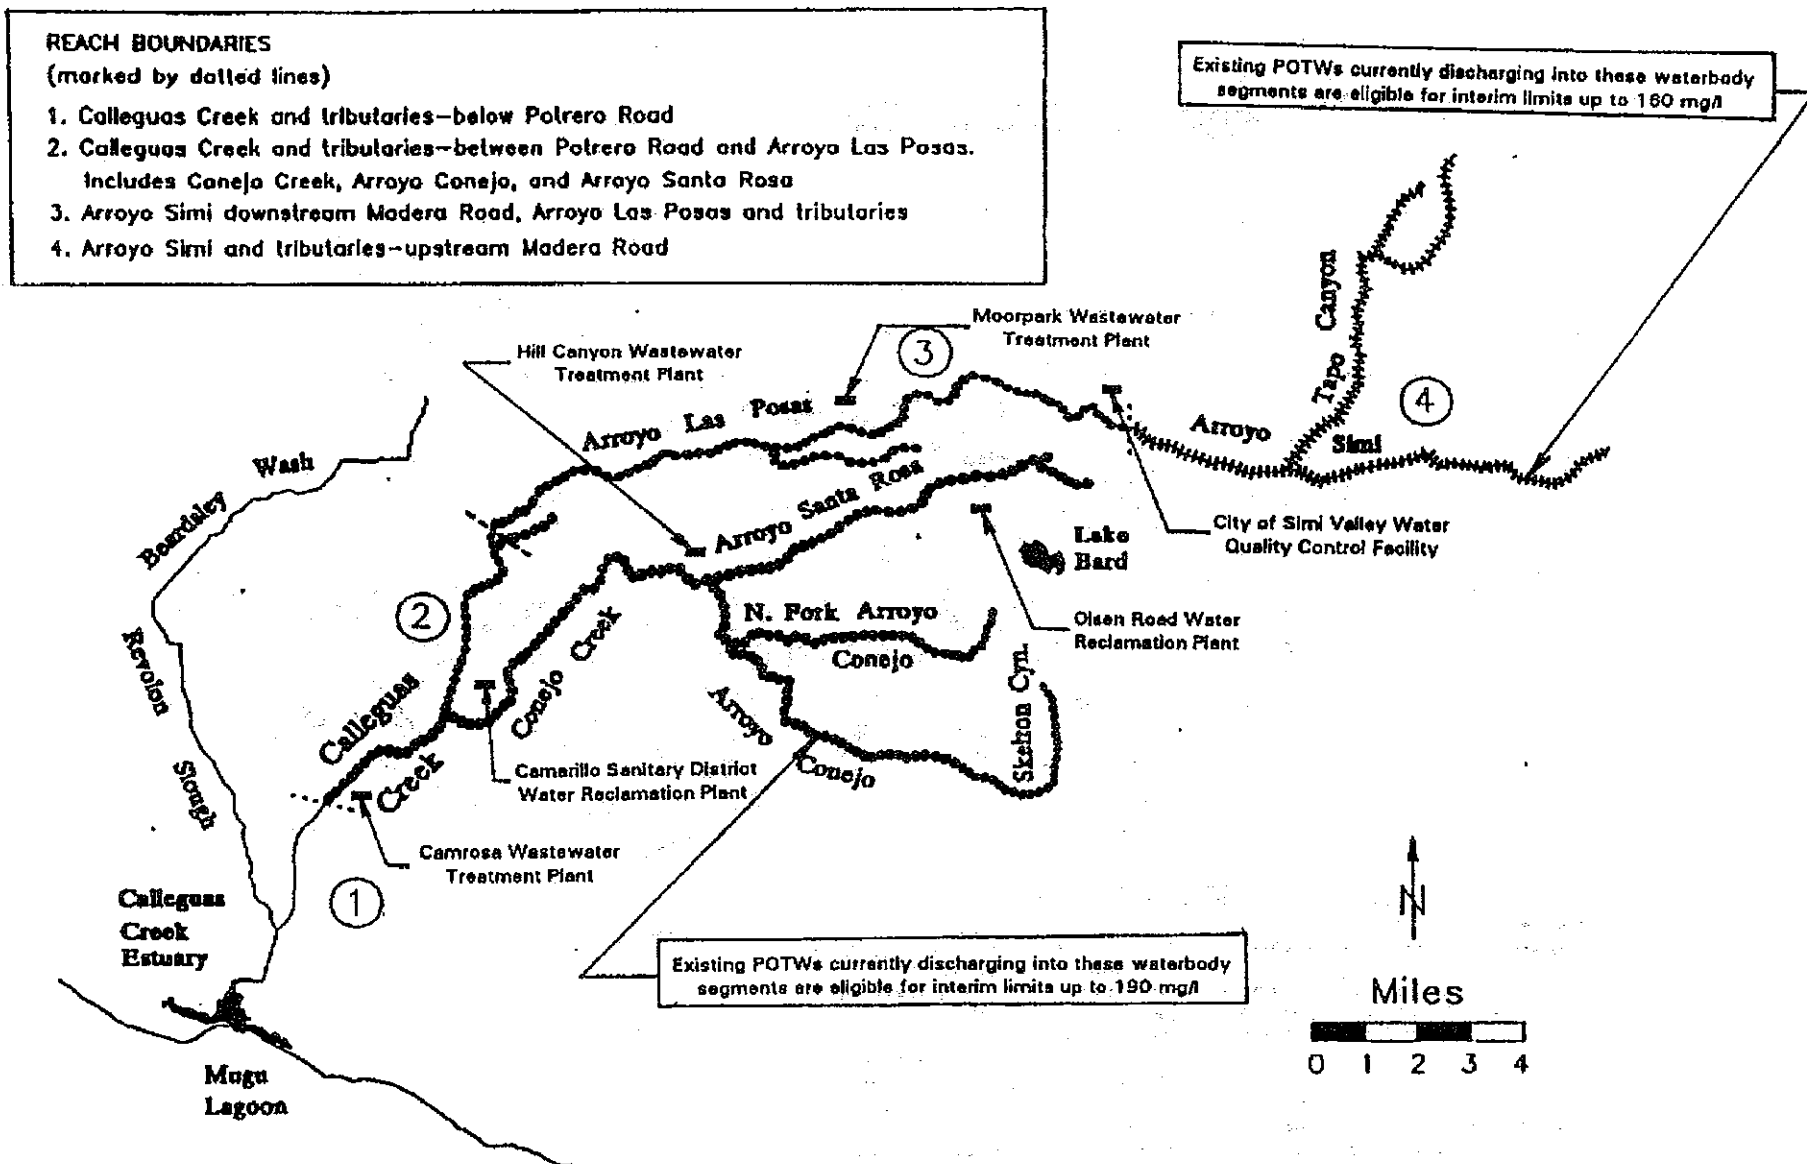 REACH BOUNDARIES
(marked by dotted lines)
1. Calleguas Creek and tributaries-below Potrero Road
2. Calleguas Creek and tributaries-between Potrero Road and Arroyo Las Posas.
Includes Conejo Creek, Arroyo Conejo, and Arroyo Santa Rosa
3. Arroyo Simi downstream Madera Road, Arroyo Las Posas and tributaries
4. Arroyo Simi and tributaries-upstream Madera Road
Existing POTWs currently discharging into these waterbody
segments are eligible for interim limits up to 160 mg/l
Moorpark Wastewater
Treatment Plant
3
Hill Canyon Wastewater
Treatment Plant
Tapo Canyon
4
Arroyo Las Posas
Arroyo Simi
Beardsley Wash
Arroyo Santa Rosa
City of Simi Valley Water
Quality Control Facility
Lake
Bard
2
N. Fork Arroyo
Conejo
Olsen Road Water
Reclamation Plant
Revolon Slough
Conejo Creek
Skelron Cyn.
Calleguas Creek
Arroyo Conejo
Camarillo Sanitary District
Water Reclamation Plant
Camrosa Wastewater
Treatment Plant
1
Calleguas
Creek
Estuary
N
Existing POTWs currently discharging into these waterbody
segments are eligible for interim limits up to 190 mg/l
Miles
0 1 2 3 4
Mugu
Lagoon